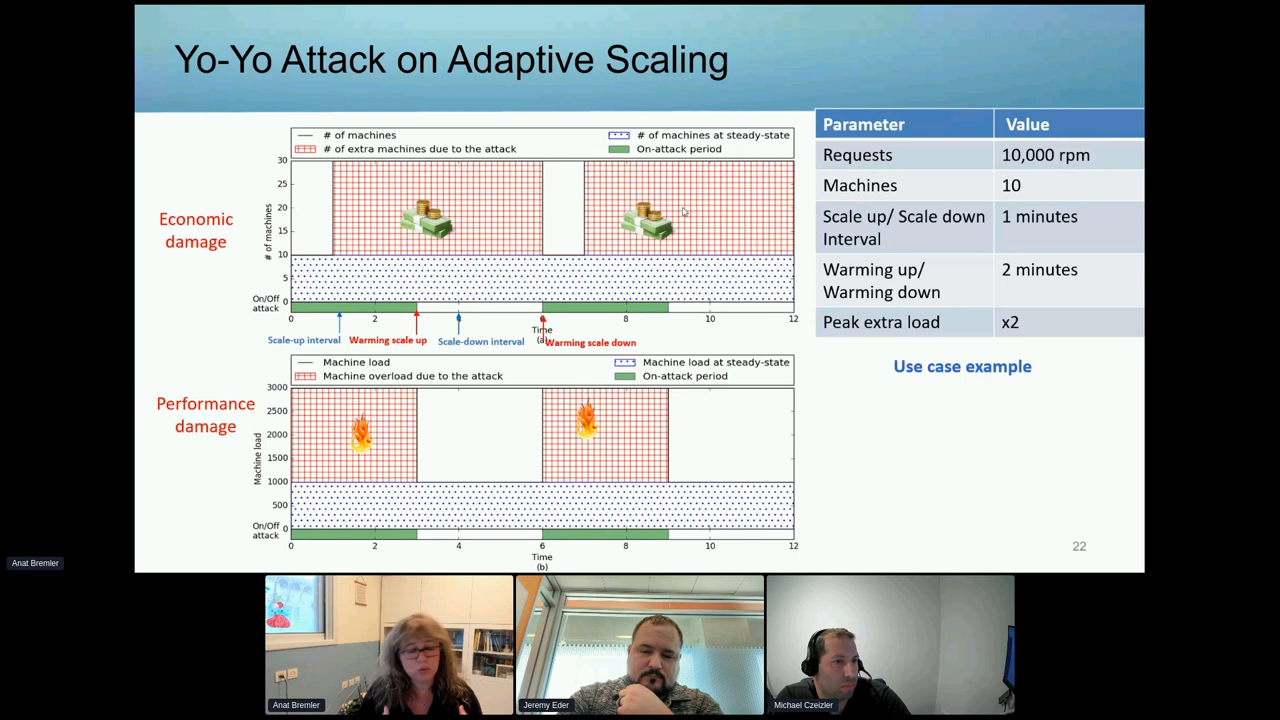 Yo-Yo Attack on Adaptive Scaling
# of machines
# of machines at steady-state
# of extra machines due to the attack
On-attack period
Economic
damage
# of machines
30
25
20
15
10
5
0
On/Off
attack
0
2
4
6
8
10
12
Time
(a)
Scale-up interval
Warming scale up
Scale-down interval
Warming scale down
Machine load
Machine load at steady-state
Machine overload due to the attack
On-attack period
Performance
damage
Machine load
3000
2500
2000
1500
1000
500
0
On/Off
attack
0
2
4
6
8
10
12
Time
(b)
Parameter Value
Requests 10,000 rpm
Machines 10
Scale up/ Scale down 1 minutes
Interval
Warming up/ 2 minutes
Warming down
Peak extra load x2
Use case example
22
Anat Bremler
Anat Bremler
Jeremy Eder
Michael Czeizler